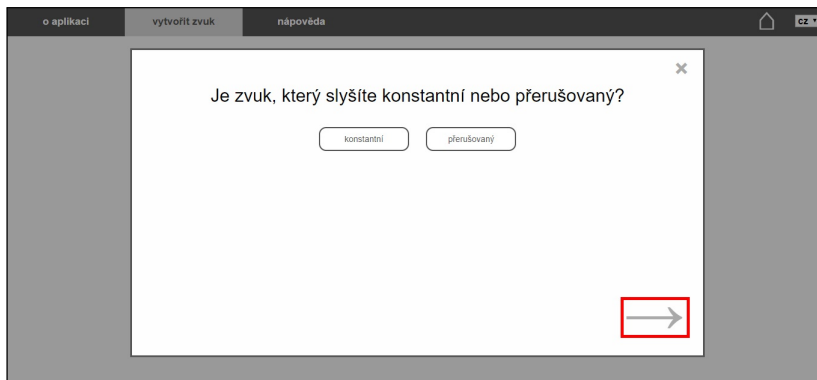 o aplikaci vytvořit zvuk nápověda cz
Je zvuk, který slyšíte konstantní nebo přerušovaný?
konstantní přerušovaný